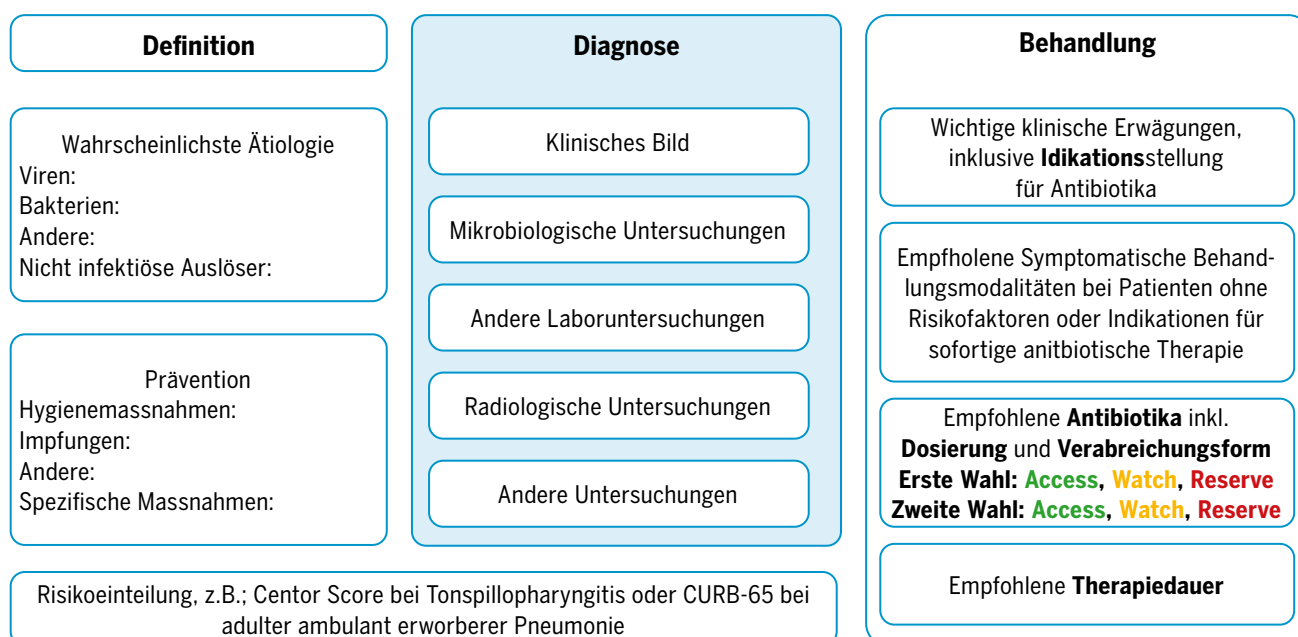 Definition
Wahrscheinlichste Ätiologie
Viren:
Bakterien:
Andere:
Nicht infektiöse Auslöser:
Prävention
Hygienemassnahmen:
Impfungen:
Andere:
Spezifische Massnahmen:
Diagnose
Klinisches Bild
Mikrobiologische Untersuchungen
Andere Laboruntersuchungen
Radiologische Untersuchungen
Andere Untersuchungen
Risikoeinteilung, z.B.; Centor Score bei Tonspillopharyngitis oder CURB-65 bei
adulter ambulant erworberer Pneumonie
Behandlung
Wichtige klinische Erwägungen,
inklusive Idikationsstellung
für Antibiotika
Empfholene Symptomatische Behand-
lungsmodalitäten bei Patienten ohne
Risikofaktoren oder Indikationen für
sofortige anitbiotische Therapie
Empfohlene Antibiotika inkl.
Dosierung und Verabreichungsform
Erste Wahl: Access, Watch, Reserve
Zweite Wahl: Access, Watch, Reserve
Empfohlene Therapiedauer